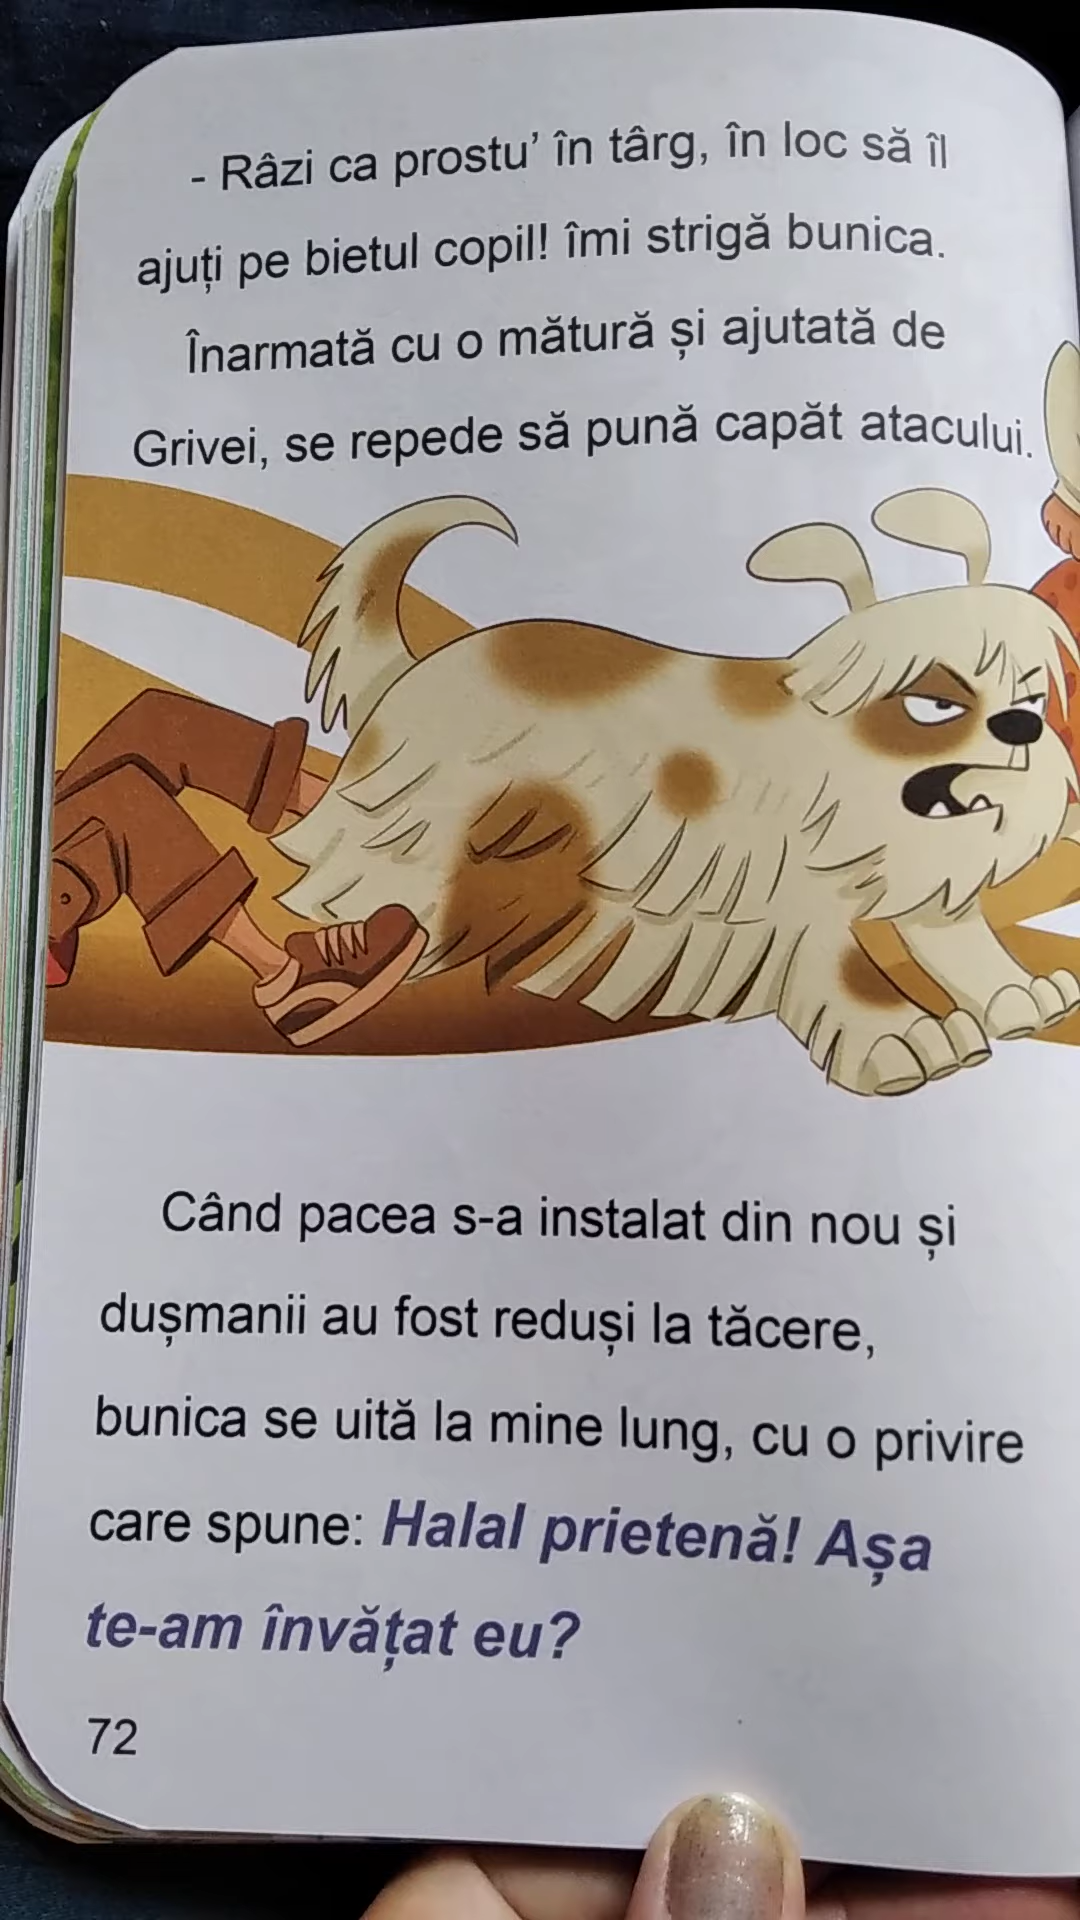 - Râzi ca prostu’ în târg, în loc să îl
ajuți pe bietul copil! îmi strigă bunica.
Înarmată cu o mătură și ajutată de
Grivei, se repede să pună capăt atacului.
Când pacea s-a instalat din nou și
dușmanii au fost reduși la tăcere,
bunica se uită la mine lung, cu o privire
care spune: Halal prietenă! Așa
te-am învățat eu?
72